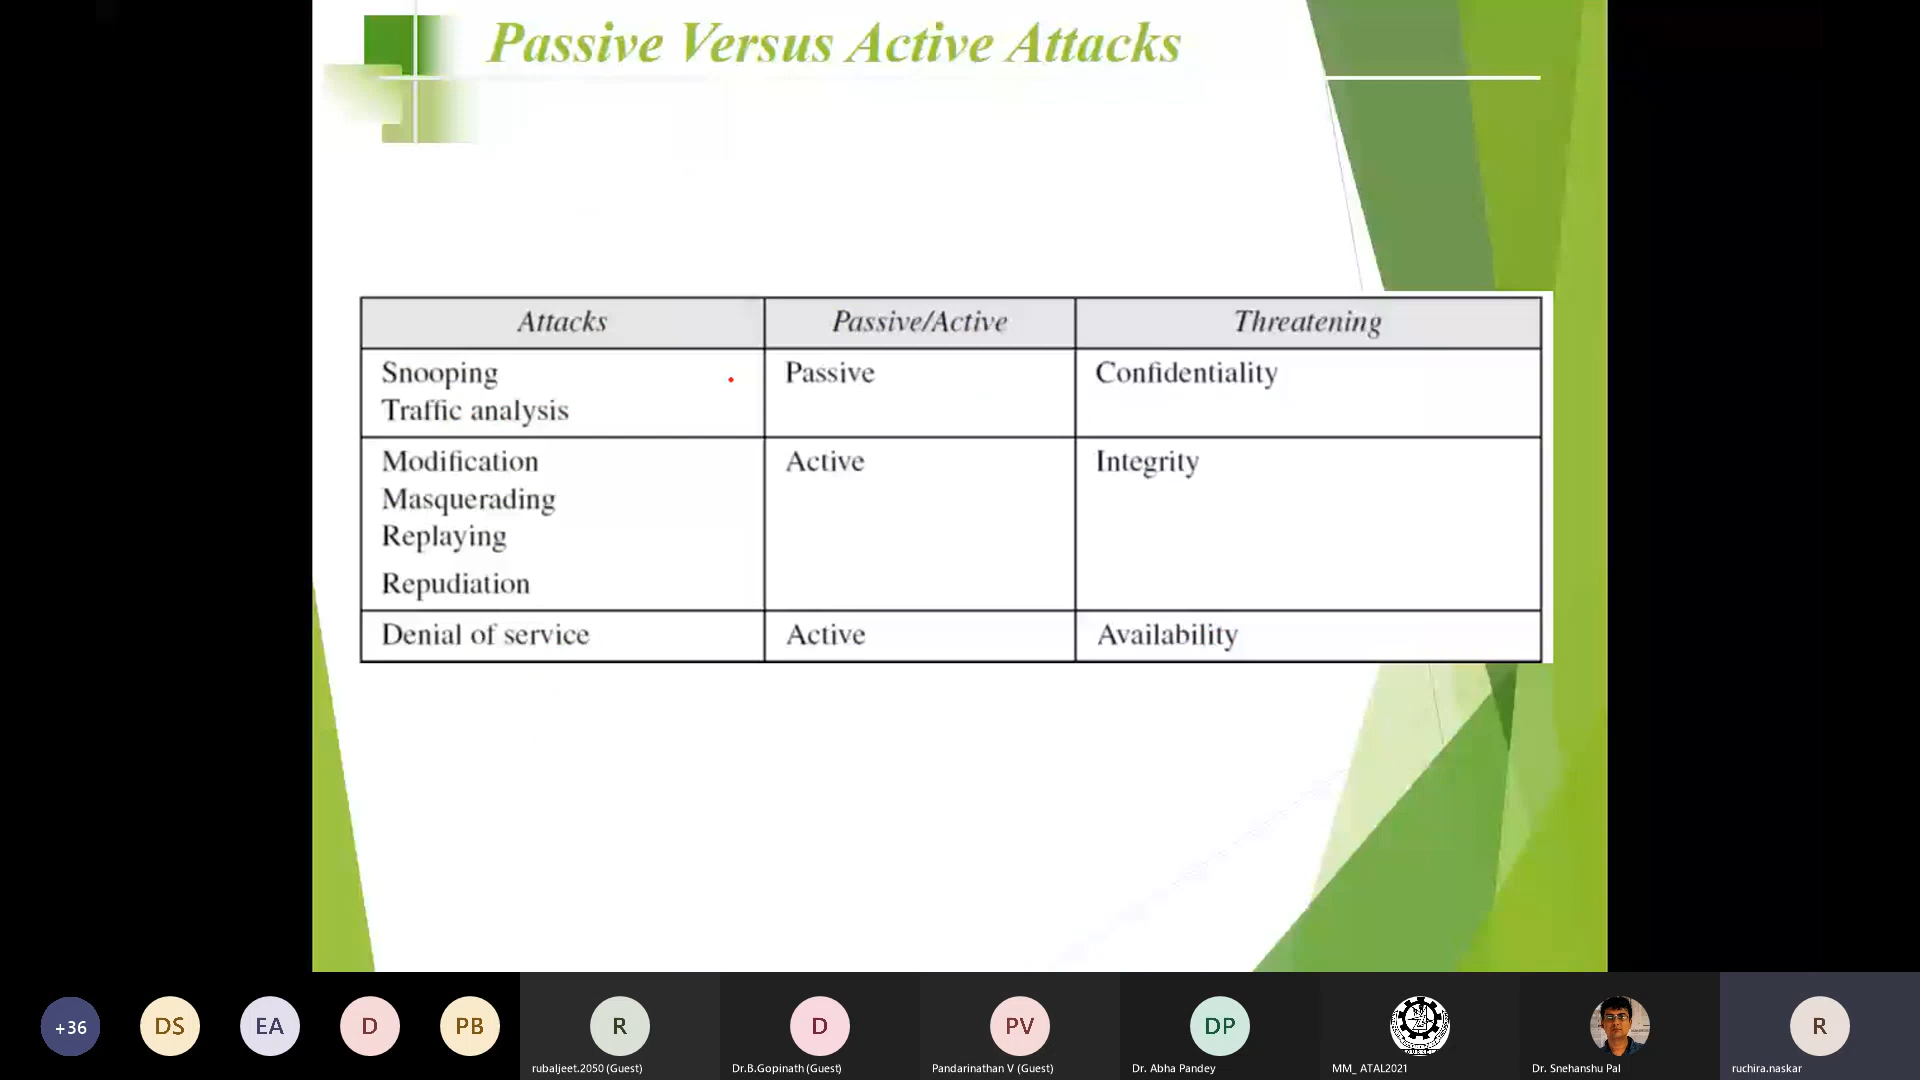 Passive Versus Active Attacks
Attacks Passive/Active Threatening
Snooping Passive Confidentiality
Traffic analysis
Modification Active Integrity
Masquerading
Replaying
Repudiation
Denial of service Active Availability
+36 DS EA D PB R D PV DP R
rubaljeet.2050 (Guest) Dr.B.Gopinath (Guest) Pandarinathan V (Guest) Dr. Abha Pandey MM_ ATAL2021 Dr. Snehanshu Pal ruchira.naskar